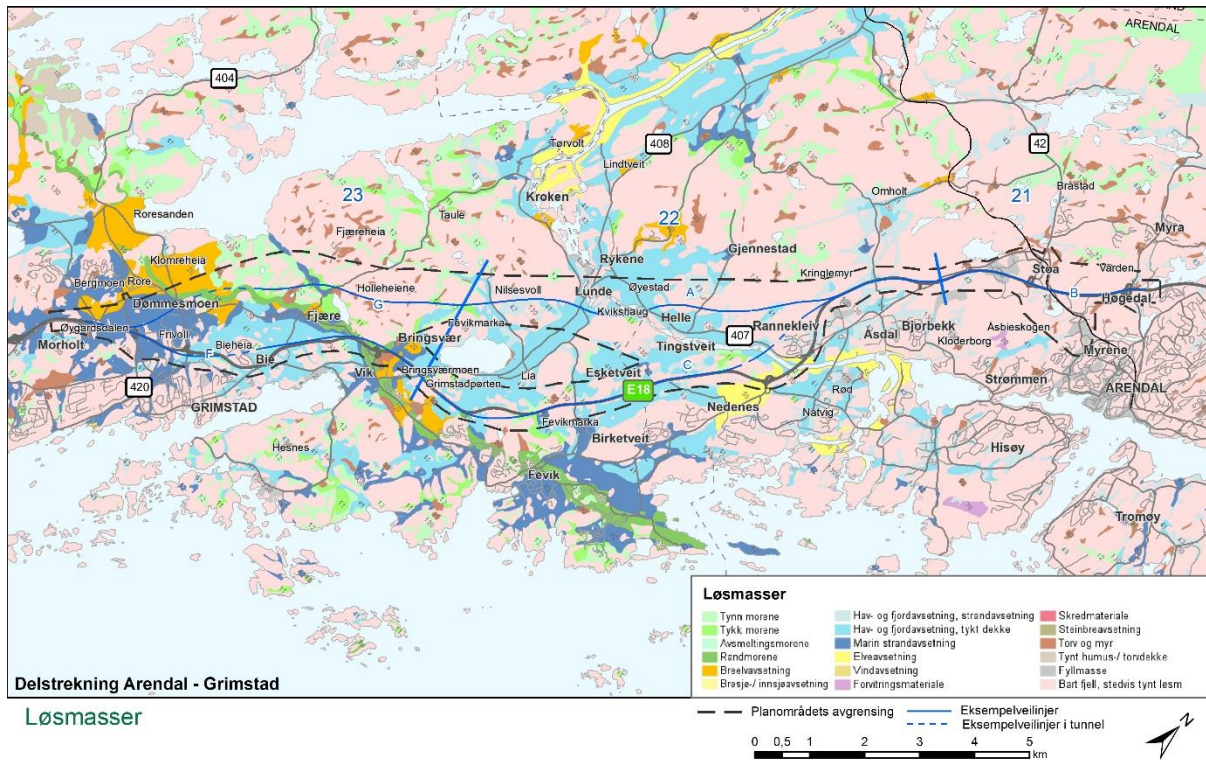 ARENDAL
404
Tørvolt
408
Lindtveit
42
Roresanden
23
Taule
Kroken
22
Omholt
21
Bråstad
Fjæreheia
Klomreheia
Gjennestad
Myra
Bergmoen
Rore
Rykene
Kringlemyr
Støa
Varden
Holleheiene
Nilsesvoll
Lunde
Øyestad
A
B
Dømmesmoen
G
Høgedal
Fjære
Fevikmarka
Kvikshaug
Helle
Øygardsdalen
Frivoll
Bringsvær
407
Rannekleiv
Asdal
Bjorbekk
Åsbieskogen
Morholt
F
Bieheia
Bie
Tingstveit
Kloderborg
Myrene
Vik
Bringsværmoen
Grimstadporten
Lia
Esketveit
C
Rød
Strømmen
420
E18
ARENDAL
GRIMSTAD
Nedenes
Natvig
Fevikmarka
Birketveit
Hesnes
Hisøy
Fevik
Tromøy
Løsmasser
Tynn morene
Tykk morene
Avsmeltingsmorene
Randmorene
Breelvavsetning
Bresjø-/ innsjøavsetning
Hav- og fjordavsetning, strandavsetning
Hav- og fjordavsetning, tykt dekke
Marin strandavsetning
Elveavsetning
Vindavsetning
Forvitringsmateriale
Skredmateriale
Steinbreavsetning
Torv og myr
Tynt humus-/ torvdekke
Fyllmasse
Bart fjell, stedvis tynt løsm
Delstrekning Arendal - Grimstad
Løsmasser
Planområdets avgrensing
Eksempelveilinjer
Eksempelveilinjer i tunnel
N
0 0,5 1 2 3 4 5
km